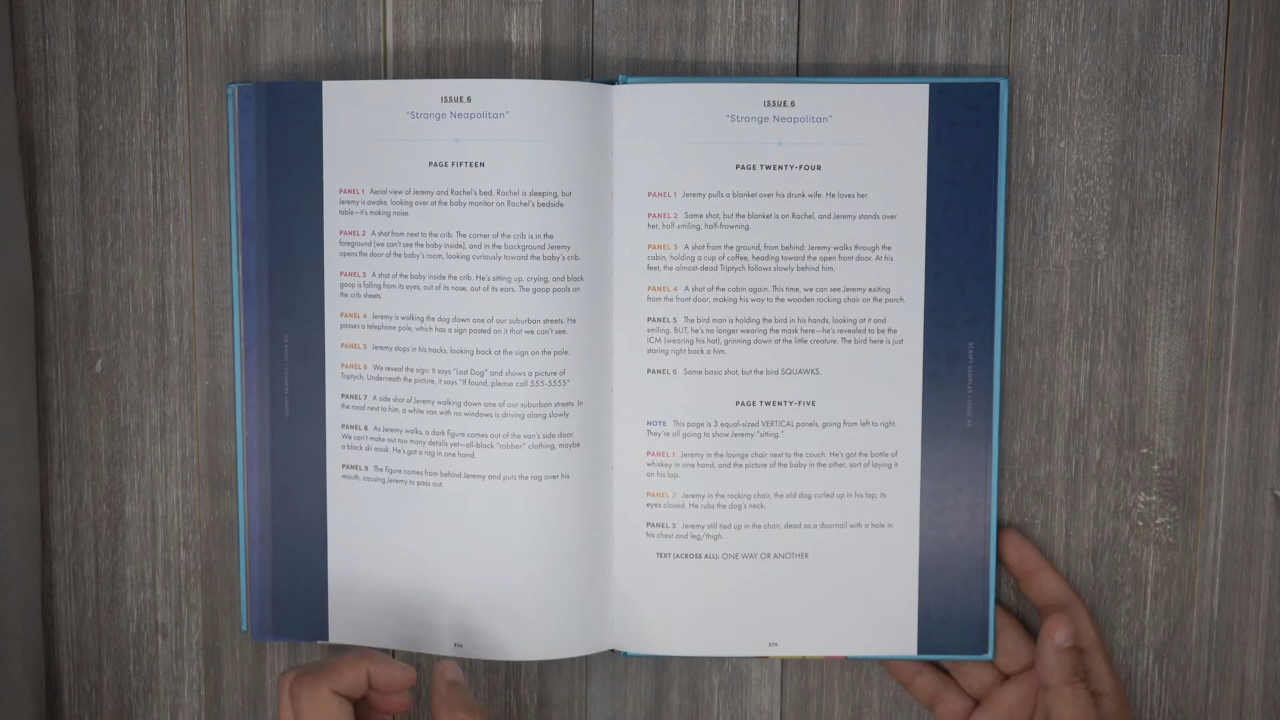 ISSUE 6
"Strange Neapolitan"
PAGE FIFTEEN
PANEL 1 Aerial view of Jeremy and Rachel's bed. Rachel is sleeping, but
Jeremy is awake, looking over at the baby monitor on Rachel's bedside
table—it's making noise.
PANEL 2 A shot from next to the crib. The corner of the crib is in the
foreground (we can't see the baby inside), and in the background Jeremy
opens the door of the baby's room, looking curiously toward the baby's crib.
PANEL 3 A shot of the baby inside the crib. He's sitting up, crying, and black
goop is falling from its eyes, out of its nose, out of its ears. The goop pools on
the crib sheets.
PANEL 4 Jeremy is walking the dog down one of our suburban streets. He
passes a telephone pole, which has a sign pasted on it that we can't see.
PANEL 5 Jeremy stops in his tracks, looking back at the sign on the pole.
PANEL 6 We reveal the sign: It says "Lost Dog" and shows a picture of
Triptych. Underneath the picture, it says "If found, please call 555-5555"
PANEL 7 A side shot of Jeremy walking down one of our suburban streets. In
the road next to him, a white van with no windows is driving along slowly.
PANEL 8 As Jeremy walks, a dark figure comes out of the van's side door.
We can't make out too many details yet—all-black "robber" clothing, maybe
a black ski mask. He's got a rag in one hand.
PANEL 9 The figure comes from behind Jeremy and puts the rag over his
mouth, causing Jeremy to pass out.
374
ISSUE 6
"Strange Neapolitan"
PAGE TWENTY-FOUR
PANEL 1 Jeremy pulls a blanket over his drunk wife. He loves her.
PANEL 2 Same shot, but the blanket is on Rachel, and Jeremy stands over
her, half-smiling, half-frowning.
PANEL 3 A shot from the ground, from behind: Jeremy walks through the
cabin, holding a cup of coffee, heading toward the open front door. At his
feet, the almost-dead Triptych follows slowly behind him.
PANEL 4 A shot of the cabin again. This time, we can see Jeremy exiting
from the front door, making his way to the wooden rocking chair on the porch.
PANEL 5 The bird man is holding the bird in his hands, looking at it and
smiling. BUT, he's no longer wearing the mask here—he's revealed to be the
ICM (wearing his hat), grinning down at the little creature. The bird here is just
staring right back a him.
PANEL 6 Same basic shot, but the bird SQUAWKS.
PAGE TWENTY-FIVE
NOTE This page is 3 equal-sized VERTICAL panels, going from left to right.
They're all going to show Jeremy "sitting."
PANEL 1 Jeremy in the lounge chair next to the couch. He's got the bottle of
whiskey in one hand, and the picture of the baby in the other, sort of laying it
on his lap.
PANEL 2 Jeremy in the rocking chair, the old dog curled up in his lap, its
eyes closed. He rubs the dog's neck.
PANEL 3 Jeremy still tied up in the chair, dead as a doornail with a hole in
his chest and leg/thigh.
TEXT (ACROSS ALL): ONE WAY OR ANOTHER
375